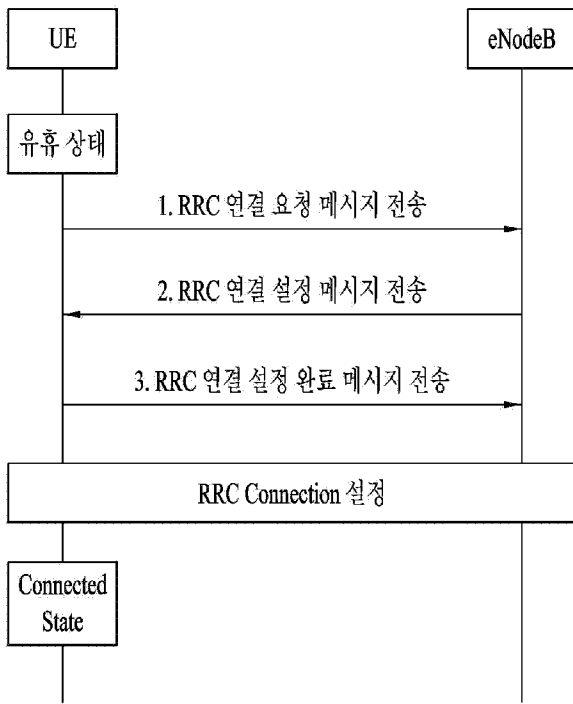 UE
eNodeB
유휴 상태
1. RRC 연결 요청 메시지 전송
2. RRC 연결 설정 메시지 전송
3. RRC 연결 설정 완료 메시지 전송
RRC Connection 설정
Connected
State